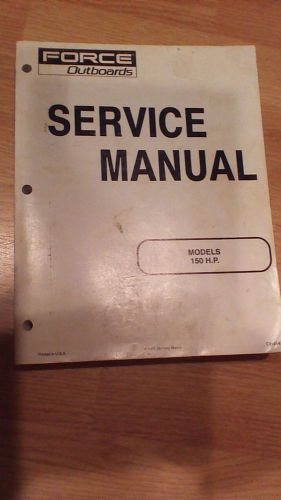 FORCE
Outboards
SERVICE
MANUAL
MODELS
150 H.P.
Printed in U.S.A.